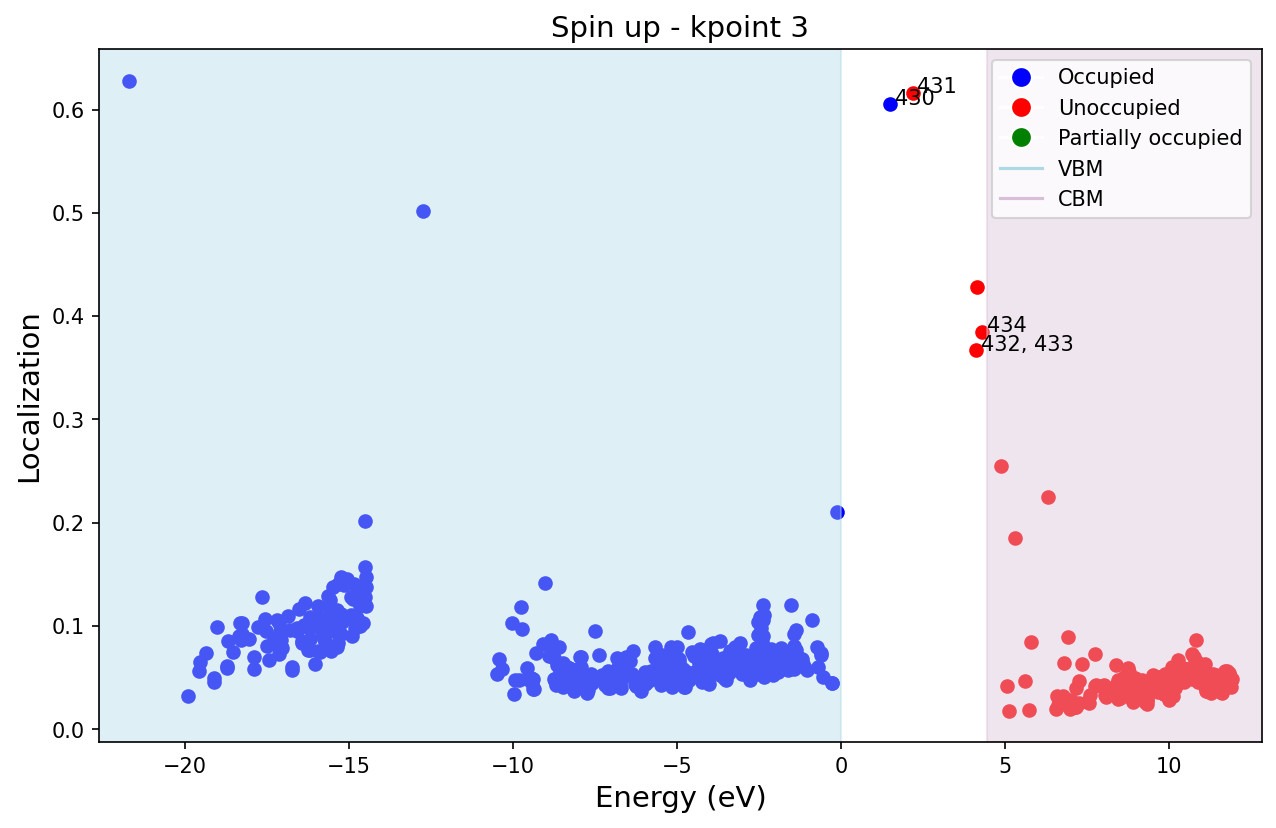 Spin up - kpoint 3
Localization
0.6
0.5
0.4
0.3
0.2
0.1
0.0
431
430
434
432, 433
Occupied
Unoccupied
Partially occupied
VBM
CBM
−20
−15
−10
−5
0
5
10
Energy (eV)